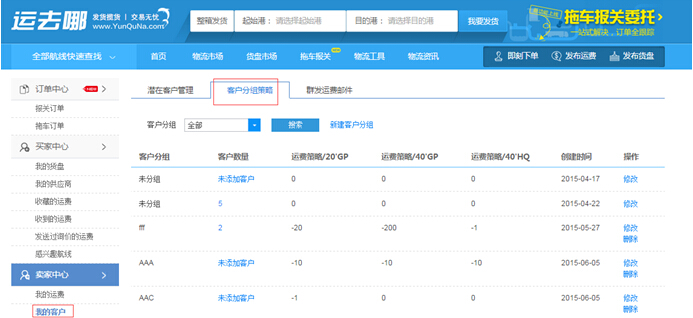 运去哪 发货揽货 | 交易无忧 www.YunQuNa.com 整箱发货 起始港：请选择起始港 目的港：请选择目的港 我要发货 拖车报关委托>
一站式解决，订单全跟踪
全部航线快速查找 首页 物流市场 货盘市场 拖车报关 物流工具 物流资讯 即刻下单 发布运费 发布货盘
订单中心
报关订单
拖车订单
买家中心
我的货盘
我的供应商
收藏的运费
收到的运费
发送过询价的运费
感兴趣航线
卖家中心
我的运费
我的客户
潜在客户管理 客户分组策略 群发运费邮件
客户分组 全部 搜索 新建客户分组
客户分组 客户数量 运费策略/20'GP 运费策略/40'GP 运费策略/40'HQ 创建时间 操作
未分组 未添加客户 0 0 0 2015-04-17 修改
未分组 5 0 0 0 2015-04-22 修改
fff 2 -20 -200 -1 2015-05-27 修改
删除
AAA 未添加客户 -10 -10 -10 2015-06-05 修改
删除
AAC 未添加客户 -1 0 0 2015-06-05 修改
删除